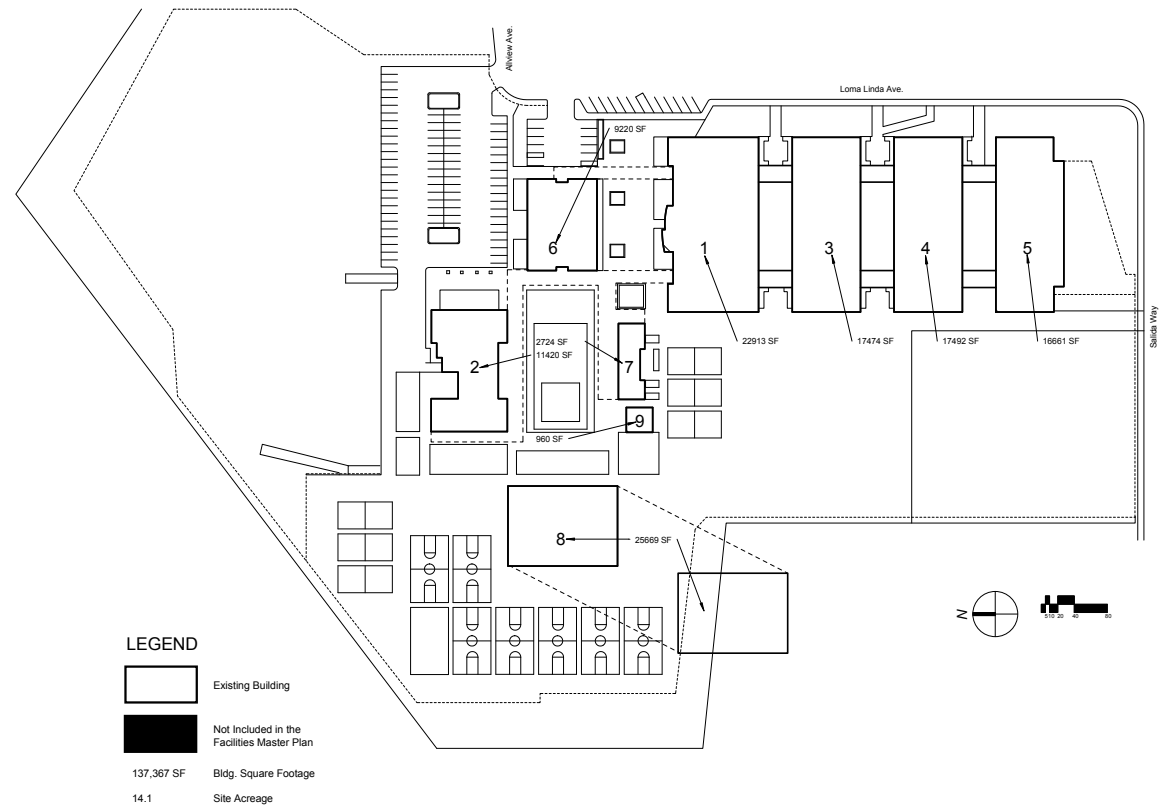 Allview Ave.
Loma Linda Ave.
9220 SF
6
1
3
4
5
22913 SF
17474 SF
17492 SF
16661 SF
Salida Way
2724 SF
11420 SF
2
7
9
960 SF
8
25669 SF
N
5 10 20 40 80
LEGEND
Existing Building
Not Included in the
Facilities Master Plan
137,367 SF Bldg. Square Footage
14.1 Site Acreage